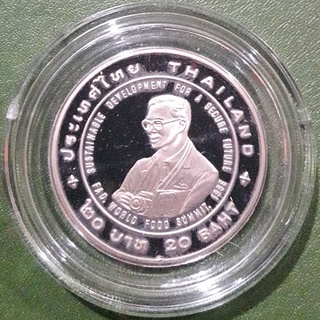 ประเทศไทย THAILAND
SUSTAINABLE DEVELOPMENT FOR A SECURE FUTURE
F.A.O. WORLD FOOD SUMMIT, 1996
๒๐ บาท 20 BAHT